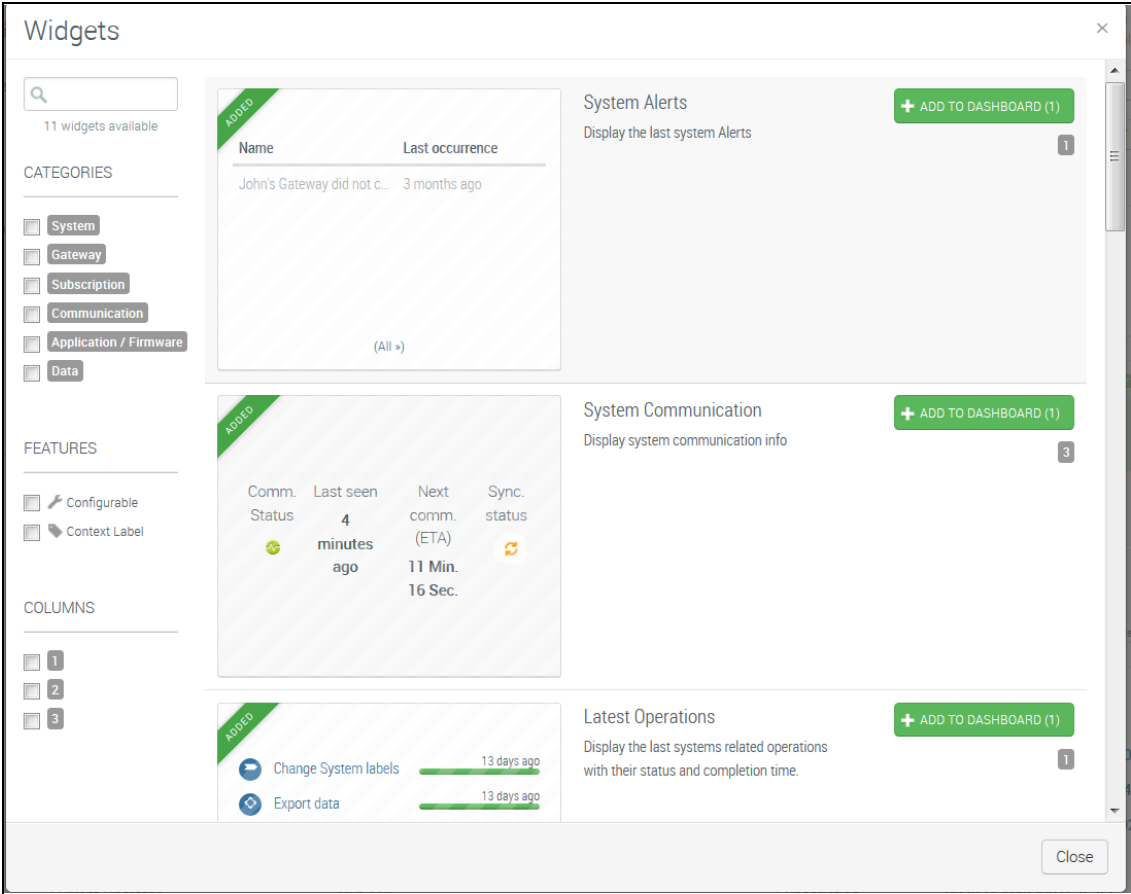 Widgets
×
11 widgets available
CATEGORIES
System
Gateway
Subscription
Communication
Application / Firmware
Data
FEATURES
Configurable
Context Label
COLUMNS
1
2
3
ADDED
Name Last occurrence
John's Gateway did not c... 3 months ago
(All »)
System Alerts
Display the last system Alerts
ADD TO DASHBOARD (1)
1
ADDED
Comm. Last seen Next Sync.
Status 4 comm. status
minutes (ETA)
ago 11 Min.
16 Sec.
System Communication
Display system communication info
ADD TO DASHBOARD (1)
3
ADDED
Change System labels 13 days ago
Export data 13 days ago
Latest Operations
Display the last systems related operations
with their status and completion time.
ADD TO DASHBOARD (1)
1
Close